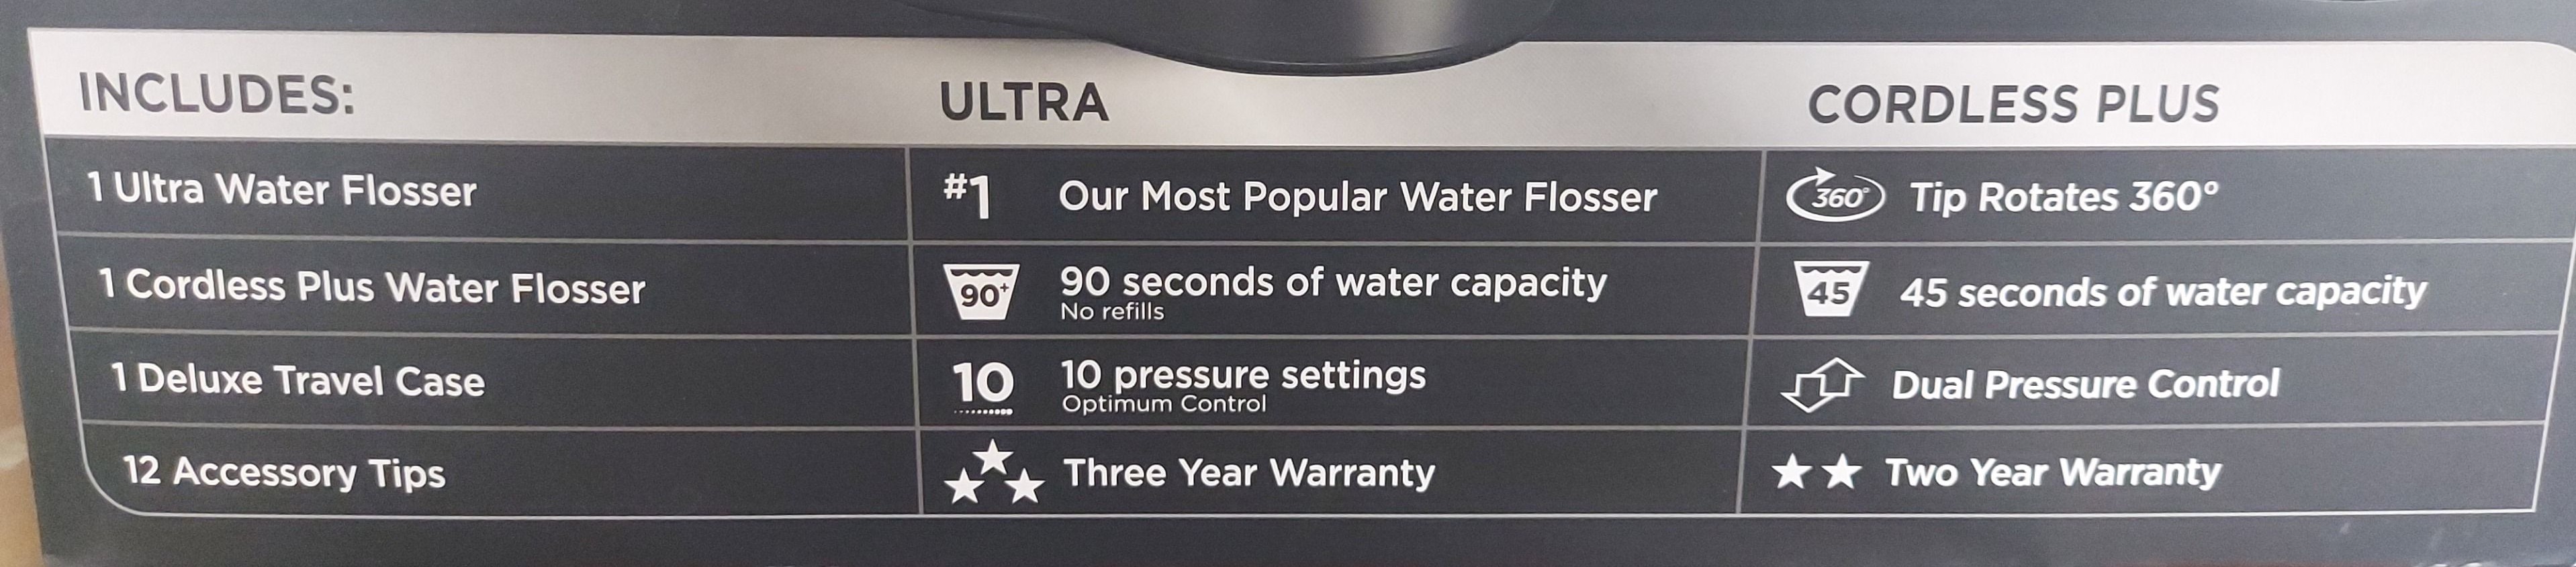 INCLUDES:
ULTRA
CORDLESS PLUS
1 Ultra Water Flosser
#1
Our Most Popular Water Flosser
360°
Tip Rotates 360°
1 Cordless Plus Water Flosser
90+
90 seconds of water capacity
No refills
45
45 seconds of water capacity
1 Deluxe Travel Case
10
10 pressure settings
Optimum Control
Dual Pressure Control
12 Accessory Tips
Three Year Warranty
Two Year Warranty